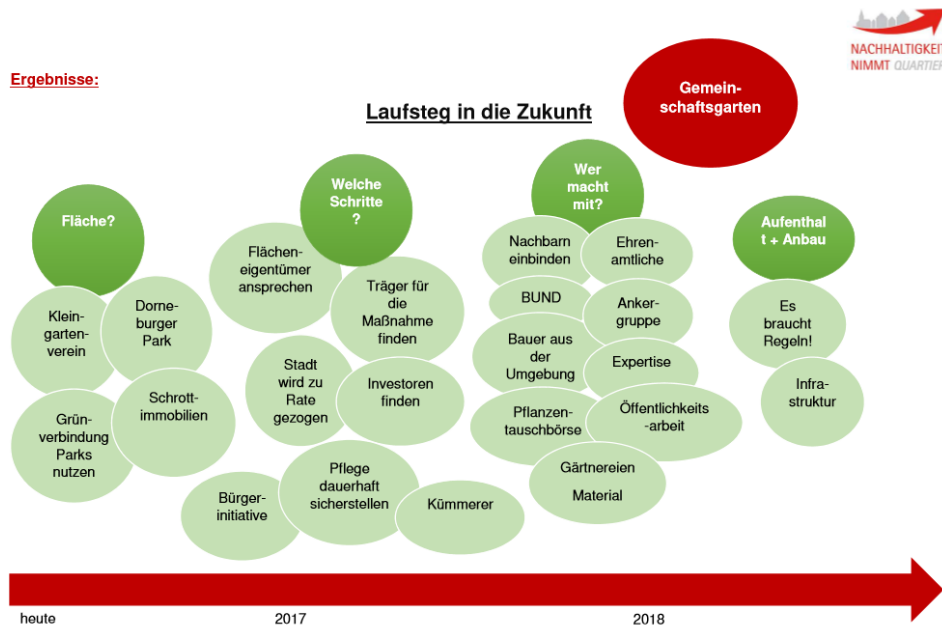 NACHHALTIGKEIT
NIMMT QUARTIER
Ergebnisse:
Laufsteg in die Zukunft
Gemein-
schaftsgarten
Fläche?
Klein-
garten-
verein
Dorne-
burger
Park
Grün-
verbindung
Parks
nutzen
Schrott-
immobilien
Welche
Schritte
?
Flächen-
eigentümer
ansprechen
Träger für
die
Maßnahme
finden
Stadt
wird zu
Rate
gezogen
Investoren
finden
Bürger-
initiative
Pflege
dauerhaft
sicherstellen
Kümmerer
Wer
macht
mit?
Nachbarn
einbinden
Ehren-
amtliche
BUND
Anker-
gruppe
Bauer aus
der
Umgebung
Expertise
Pflanzen-
tauschbörse
Öffentlichkeits
-arbeit
Gärtnereien
Material
Aufenthal
t + Anbau
Es
braucht
Regeln!
Infra-
struktur
heute
2017
2018